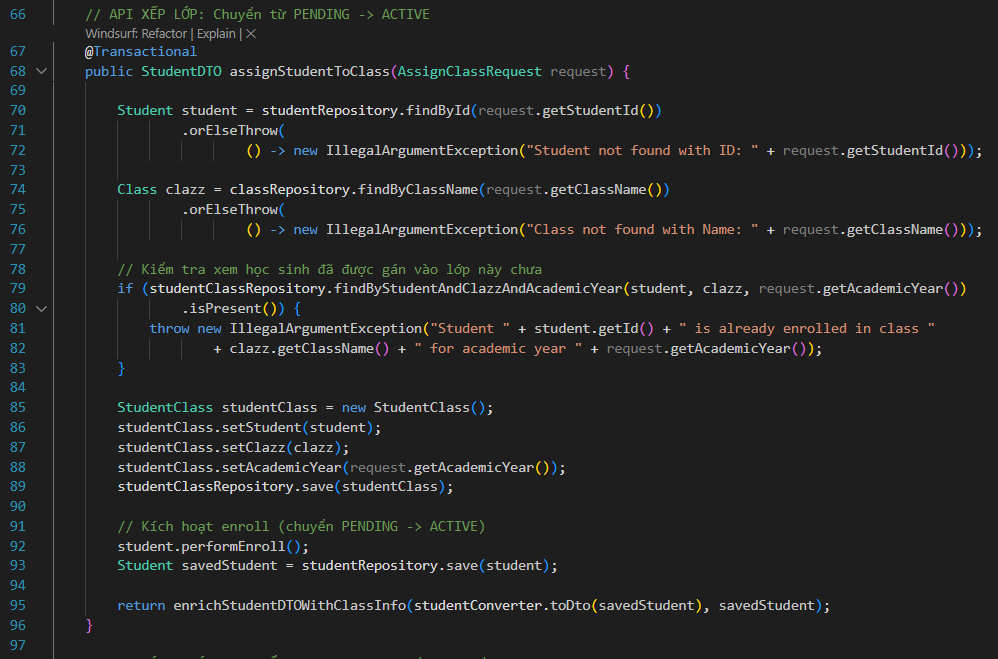 66 // API XẾP LỚP: Chuyển từ PENDING -> ACTIVE
Windsurf: Refactor | Explain | ×
67 @Transactional
68 public StudentDTO assignStudentToClass(AssignClassRequest request) {
69
70 Student student = studentRepository.findById(request.getStudentId())
71 .orElseThrow(
72 () -> new IllegalArgumentException("Student not found with ID: " + request.getStudentId()));
73
74 Class clazz = classRepository.findByClassName(request.getClassName())
75 .orElseThrow(
76 () -> new IllegalArgumentException("Class not found with Name: " + request.getClassName()));
77
78 // Kiểm tra xem học sinh đã được gán vào lớp này chưa
79 if (studentClassRepository.findByStudentAndClazzAndAcademicYear(student, clazz, request.getAcademicYear())
80 .isPresent()) {
81 throw new IllegalArgumentException("Student " + student.getId() + " is already enrolled in class "
82 + clazz.getClassName() + " for academic year " + request.getAcademicYear());
83 }
84
85 StudentClass studentClass = new StudentClass();
86 studentClass.setStudent(student);
87 studentClass.setClazz(clazz);
88 studentClass.setAcademicYear(request.getAcademicYear());
89 studentClassRepository.save(studentClass);
90
91 // Kích hoạt enroll (chuyển PENDING -> ACTIVE)
92 student.performEnroll();
93 Student savedStudent = studentRepository.save(student);
94
95 return enrichStudentDTOWithClassInfo(studentConverter.toDto(savedStudent), savedStudent);
96 }
97